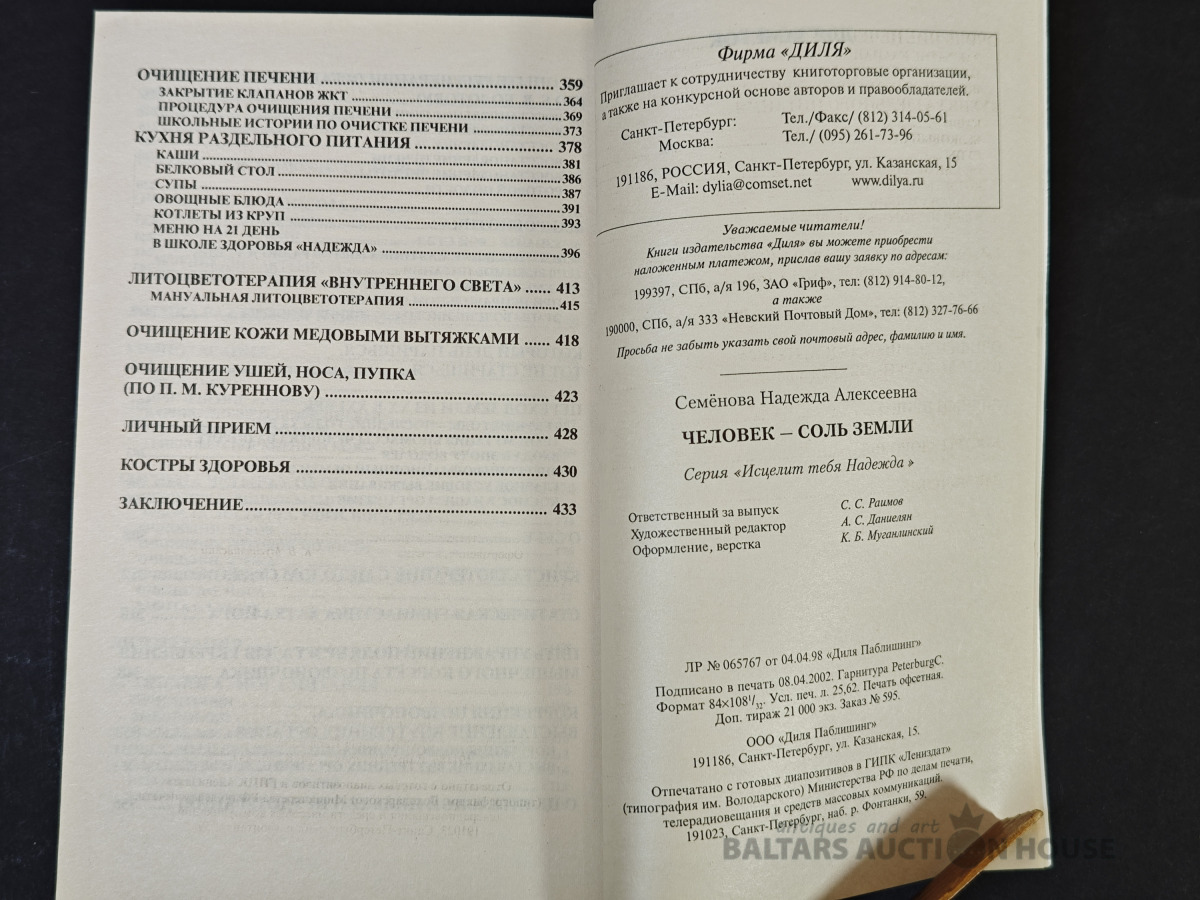 ОЧИЩЕНИЕ ПЕЧЕНИ ........ 359
ЗАКРЫТИЕ КЛАПАНОВ ЖКТ ........ 364
ПРОЦЕДУРА ОЧИЩЕНИЯ ПЕЧЕНИ ........ 369
ШКОЛЬНЫЕ ИСТОРИИ ПО ОЧИСТКЕ ПЕЧЕНИ ........ 373
КУХНЯ РАЗДЕЛЬНОГО ПИТАНИЯ ........ 378
КАШИ ........ 381
БЕЛКОВЫЙ СТОЛ ........ 386
СУПЫ ........ 387
ОВОЩНЫЕ БЛЮДА ........ 391
КОТЛЕТЫ ИЗ КРУП ........ 393
МЕНЮ НА 21 ДЕНЬ
В ШКОЛЕ ЗДОРОВЬЯ «НАДЕЖДА» ........ 396
ЛИТОЦВЕТОТЕРАПИЯ «ВНУТРЕННЕГО СВЕТА» ...... 413
МАНУАЛЬНАЯ ЛИТОЦВЕТОТЕРАПИЯ ........ 415
ОЧИЩЕНИЕ КОЖИ МЕДОВЫМИ ВЫТЯЖКАМИ ...... 418
ОЧИЩЕНИЕ УШЕЙ, НОСА, ПУПКА
(ПО П. М. КУРЕННОВУ) ........ 423
ЛИЧНЫЙ ПРИЕМ ........ 428
КОСТРЫ ЗДОРОВЬЯ ........ 430
ЗАКЛЮЧЕНИЕ ........ 433
Фирма «ДИЛЯ»
Приглашает к сотрудничеству книготорговые организации,
а также на конкурсной основе авторов и правообладателей.
Санкт-Петербург: Тел./Факс/ (812) 314-05-61
Москва: Тел./ (095) 261-73-96
191186, РОССИЯ, Санкт-Петербург, ул. Казанская, 15
E-Mail: dylia@comset.net www.dilya.ru
Уважаемые читатели!
Книги издательства «Диля» вы можете приобрести
наложенным платежом, прислав вашу заявку по адресам:
199397, СПб, а/я 196, ЗАО «Гриф», тел: (812) 914-80-12,
а также
190000, СПб, а/я 333 «Невский Почтовый Дом», тел: (812) 327-76-66
Просьба не забыть указать свой почтовый адрес, фамилию и имя.
Семёнова Надежда Алексеевна
ЧЕЛОВЕК – СОЛЬ ЗЕМЛИ
Серия «Исцелит тебя Надежда»
Ответственный за выпуск С. С. Раимов
Художественный редактор А. С. Даниелян
Оформление, верстка К. Б. Муганлинский
ЛР № 065767 от 04.04.98 «Диля Паблишинг»
Подписано в печать 08.04.2002. Гарнитура PeterburgC.
Формат 84×108¹/₃₂. Усл. печ. л. 25,62. Печать офсетная.
Доп. тираж 21 000 экз. Заказ № 595.
ООО «Диля Паблишинг»
191186, Санкт-Петербург, ул. Казанская, 15.
Отпечатано с готовых диапозитивов в ГИПК «Лениздат»
(типография им. Володарского) Министерства РФ по делам печати,
телерадиовещания и средств массовых коммуникаций.
191023, Санкт-Петербург, наб. р. Фонтанки, 59.
antiques and art
BALTARS AUCTION HOUSE